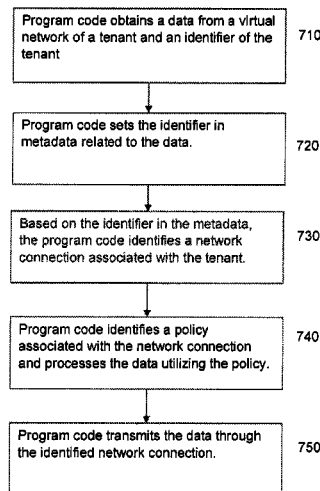 Program code obtains a data from a virtual
network of a tenant and an identifier of the
tenant
710
Program code sets the identifier in
metadata related to the data.
720
Based on the identifier in the metadata,
the program code identifies a network
connection associated with the tenant.
730
Program code identifies a policy
associated with the network connection
and processes the data utilizing the policy.
740
Program code transmits the data through
the identified network connection.
750